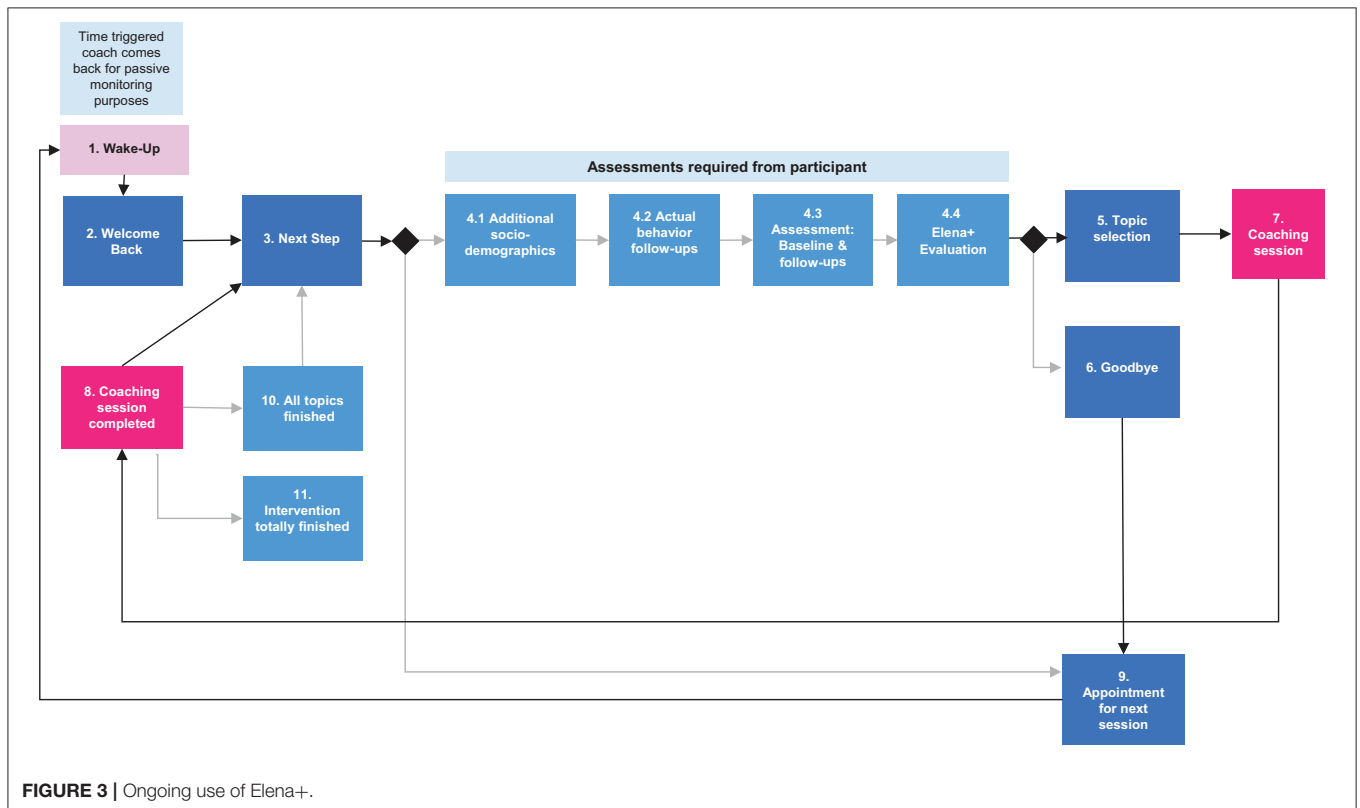 Time triggered
coach comes
back for passive
monitoring
purposes
1. Wake-Up
2. Welcome
Back
3. Next Step
Assessments required from participant
4.1 Additional
socio-
demographics
4.2 Actual
behavior
follow-ups
4.3
Assessment:
Baseline &
follow-ups
4.4
Elena+
Evaluation
5. Topic
selection
7.
Coaching
session
6. Goodbye
8. Coaching
session
completed
10. All topics
finished
11.
Intervention
totally finished
9.
Appointment
for next
session
FIGURE 3 | Ongoing use of Elena+.